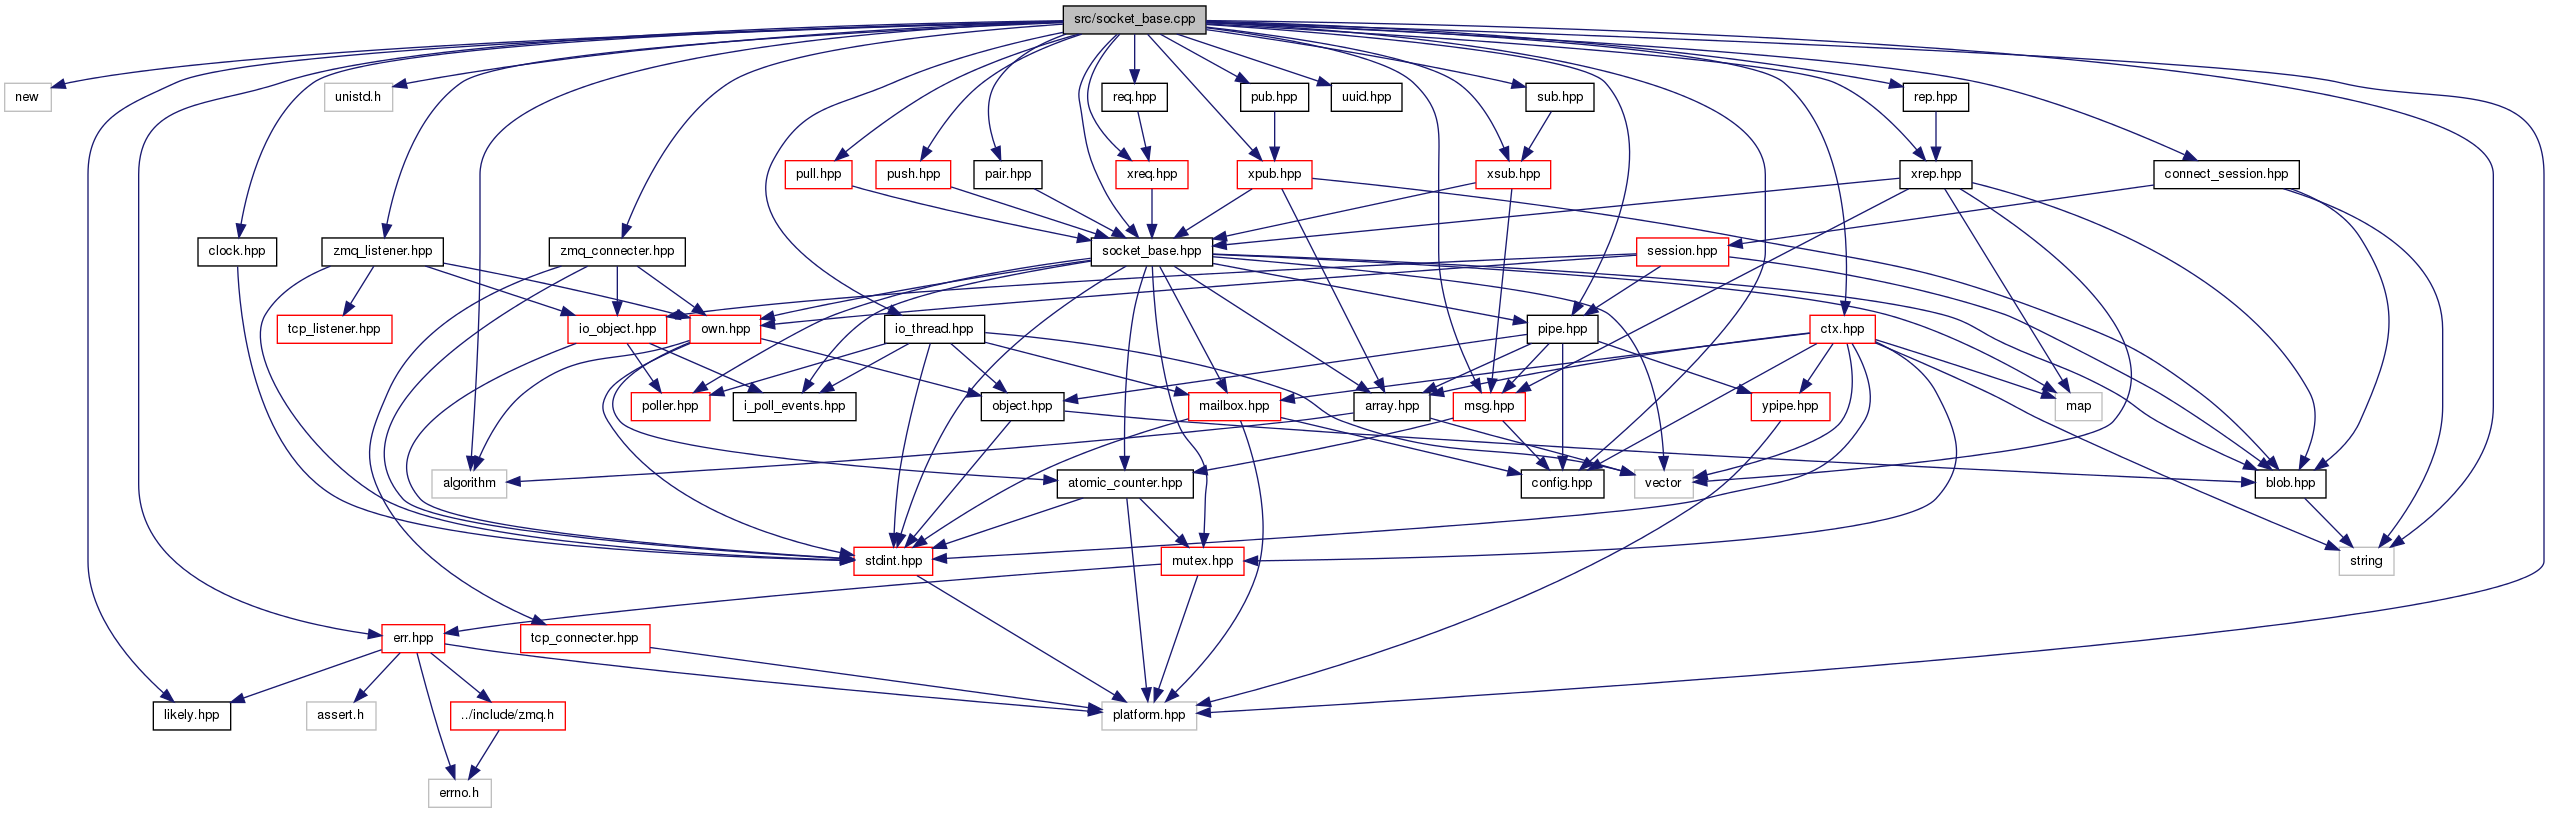 src/socket_base.cpp
new
unistd.h
req.hpp
pub.hpp
uuid.hpp
sub.hpp
rep.hpp
pull.hpp
push.hpp
pair.hpp
xreq.hpp
xpub.hpp
xsub.hpp
xrep.hpp
connect_session.hpp
clock.hpp
zmq_listener.hpp
zmq_connecter.hpp
socket_base.hpp
session.hpp
tcp_listener.hpp
io_object.hpp
own.hpp
io_thread.hpp
pipe.hpp
ctx.hpp
poller.hpp
i_poll_events.hpp
object.hpp
mailbox.hpp
array.hpp
msg.hpp
ypipe.hpp
map
algorithm
atomic_counter.hpp
config.hpp
vector
blob.hpp
stdint.hpp
mutex.hpp
string
err.hpp
tcp_connecter.hpp
likely.hpp
assert.h
../include/zmq.h
platform.hpp
errno.h